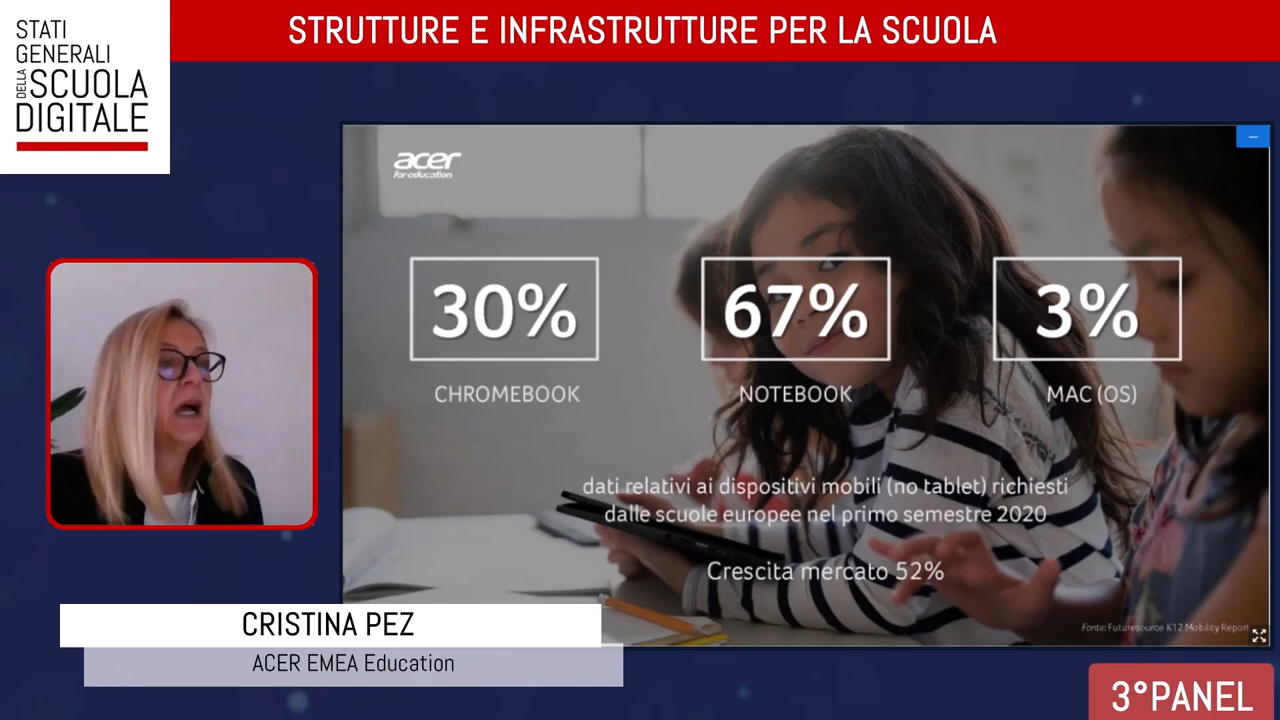 STATI
GENERALI
DELLA SCUOLA
DIGITALE
STRUTTURE E INFRASTRUTTURE PER LA SCUOLA
acer
for education
30%
CHROMEBOOK
67%
NOTEBOOK
3%
MAC (OS)
dati relativi ai dispositivi mobili (no tablet) richiesti
dalle scuole europee nel primo semestre 2020
Crescita mercato 52%
Fonte: Futuresource K12 Mobility Report
CRISTINA PEZ
ACER EMEA Education
3°PANEL